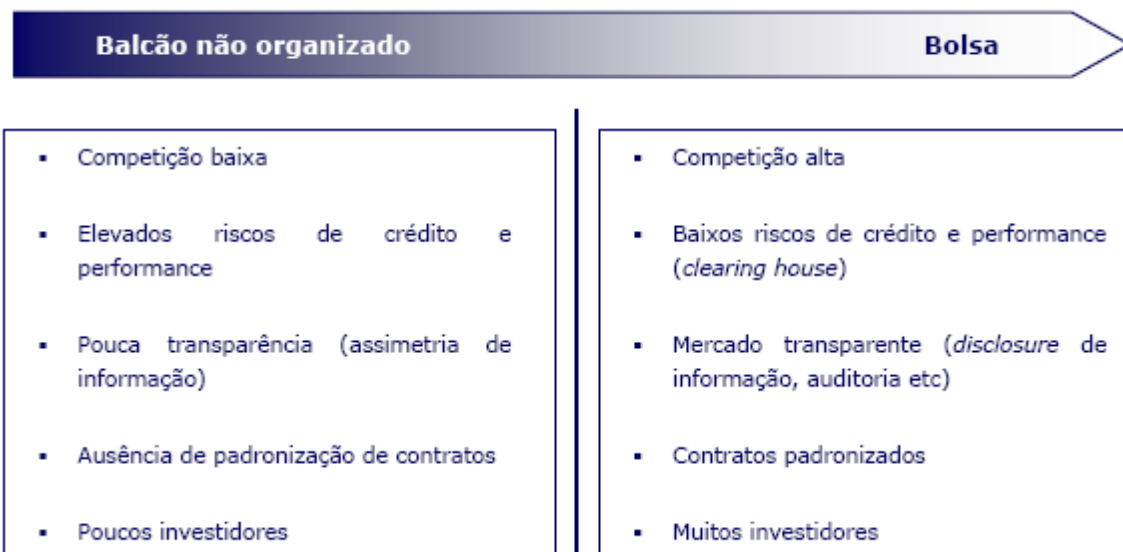 Balcão não organizado
Bolsa
▪ Competição baixa
▪ Elevados riscos de crédito e
performance
▪ Pouca transparência (assimetria de
informação)
▪ Ausência de padronização de contratos
▪ Poucos investidores
▪ Competição alta
▪ Baixos riscos de crédito e performance
(clearing house)
▪ Mercado transparente (disclosure de
informação, auditoria etc)
▪ Contratos padronizados
▪ Muitos investidores